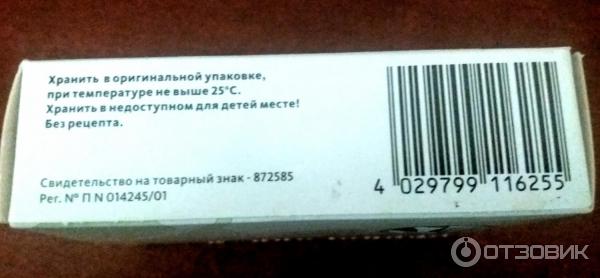 Хранить в оригинальной упаковке,
при температуре не выше 25°С.
Хранить в недоступном для детей месте!
Без рецепта.
Свидетельство на товарный знак - 872585
Рег. № П N 014245/01
4 029799 116255
ОТЗОВИК